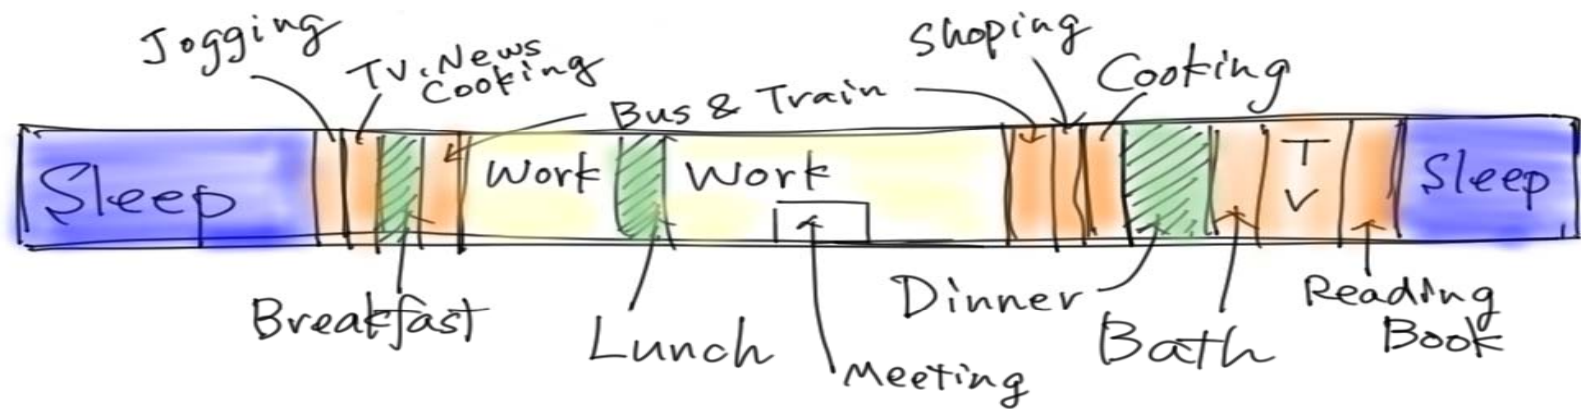 Jogging
TV. News
Cooking
Bus & Train
Shoping
Cooking
Sleep
Work
Work
T
V
Sleep
Breakfast
Lunch
Meeting
Dinner
Bath
Reading
Book